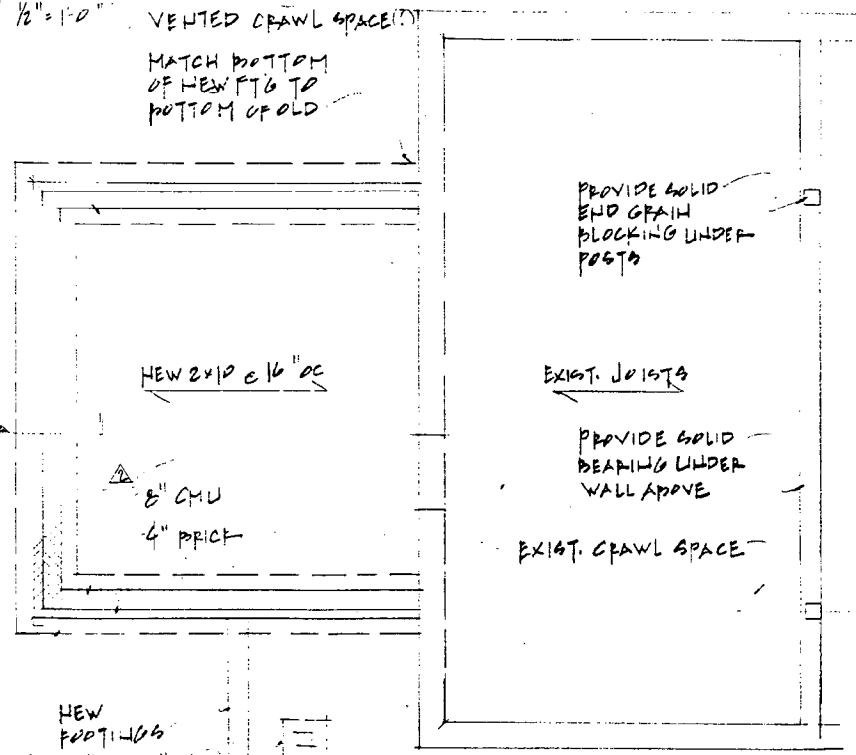 1/2" = 1'-0"
VENTED CRAWL SPACE(?)
MATCH BOTTOM
OF NEW FTG TO
BOTTOM OF OLD
PROVIDE SOLID
END GRAIN
BLOCKING UNDER
POSTS
NEW 2x10 @ 16" OC
EXIST. JOISTS
PROVIDE SOLID
BEARING UNDER
WALL ABOVE
2
8" CMU
4" BRICK
EXIST. CRAWL SPACE
NEW
FOOTINGS